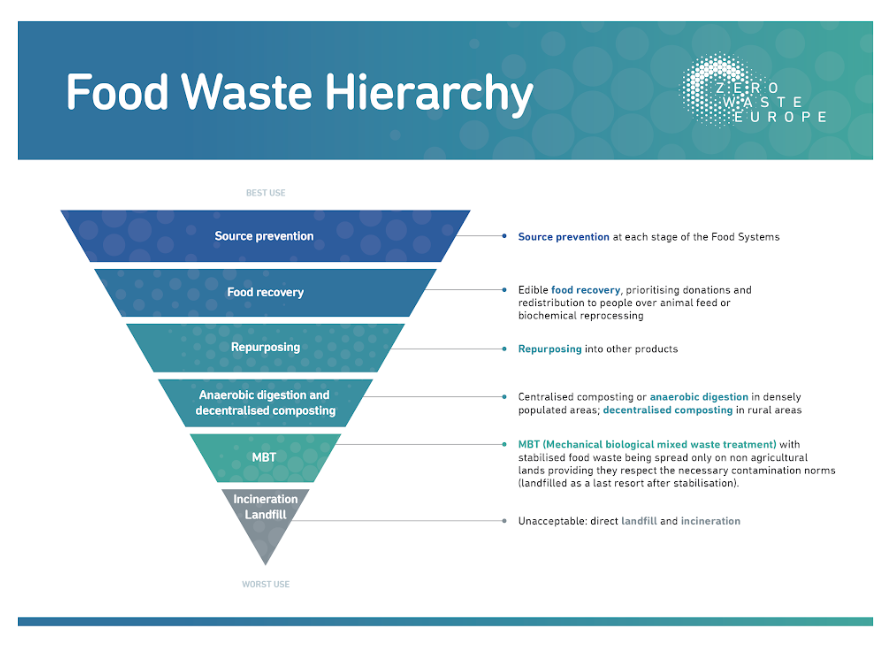 Food Waste Hierarchy
ZERO
WASTE
EUROPE
BEST USE
Source prevention
Source prevention at each stage of the Food Systems
Food recovery
Edible food recovery, prioritising donations and
redistribution to people over animal feed or
biochemical reprocessing
Repurposing
Repurposing into other products
Anaerobic digestion and
decentralised composting
Centralised composting or anaerobic digestion in densely
populated areas; decentralised composting in rural areas
MBT
MBT (Mechanical biological mixed waste treatment) with
stabilised food waste being spread only on non agricultural
lands providing they respect the necessary contamination norms
(landfilled as a last resort after stabilisation).
Incineration
Landfill
Unacceptable: direct landfill and incineration
WORST USE